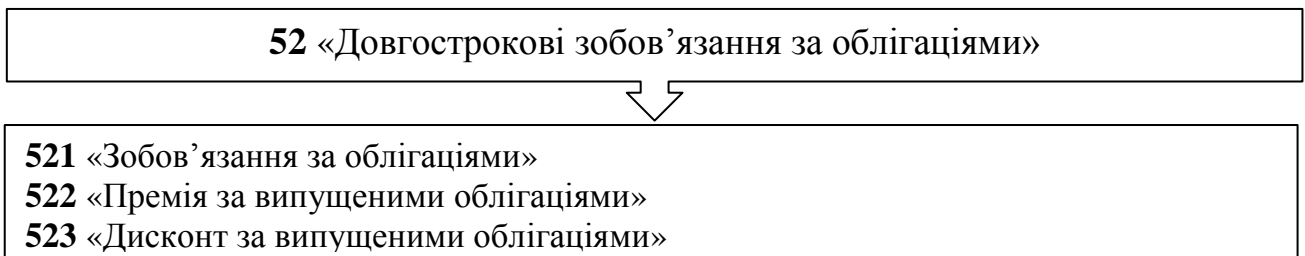 52 «Довгострокові зобов’язання за облігаціями»
521 «Зобов’язання за облігаціями»
522 «Премія за випущеними облігаціями»
523 «Дисконт за випущеними облігаціями»